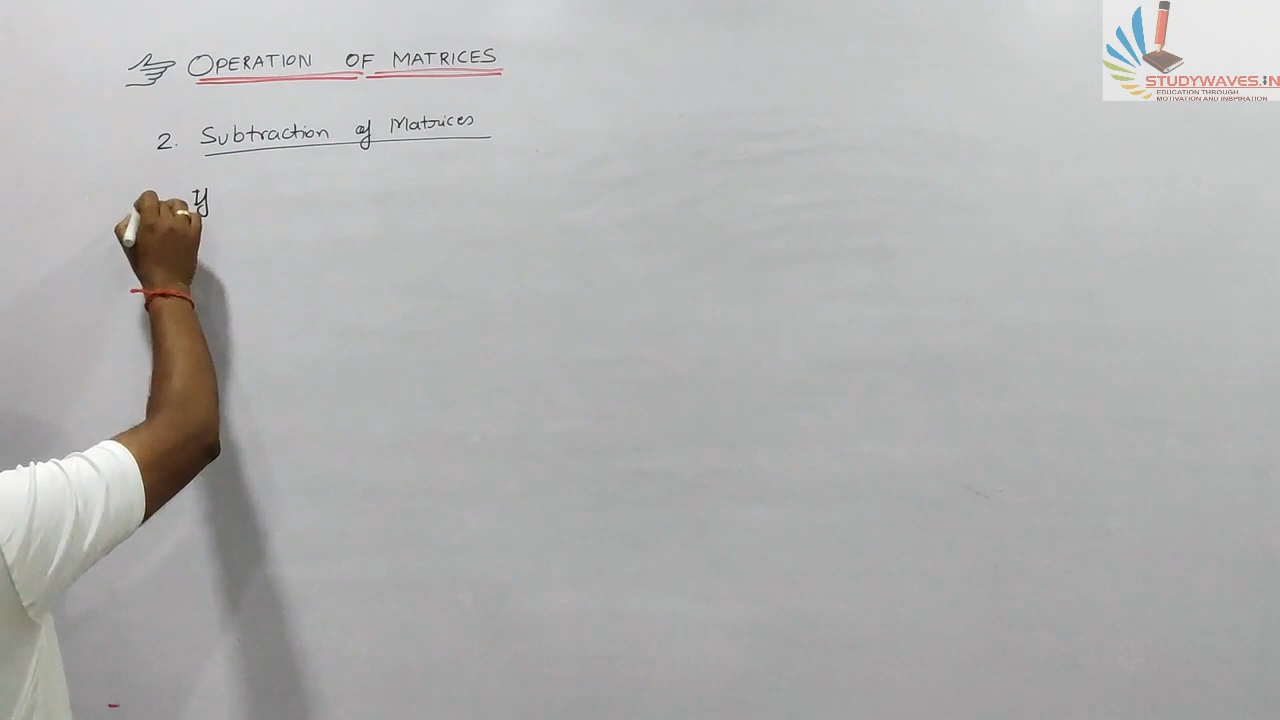 OPERATION OF MATRICES
2. Subtraction of Matrices
If
STUDYWAVES.IN
EDUCATION THROUGH
MOTIVATION AND INSPIRATION